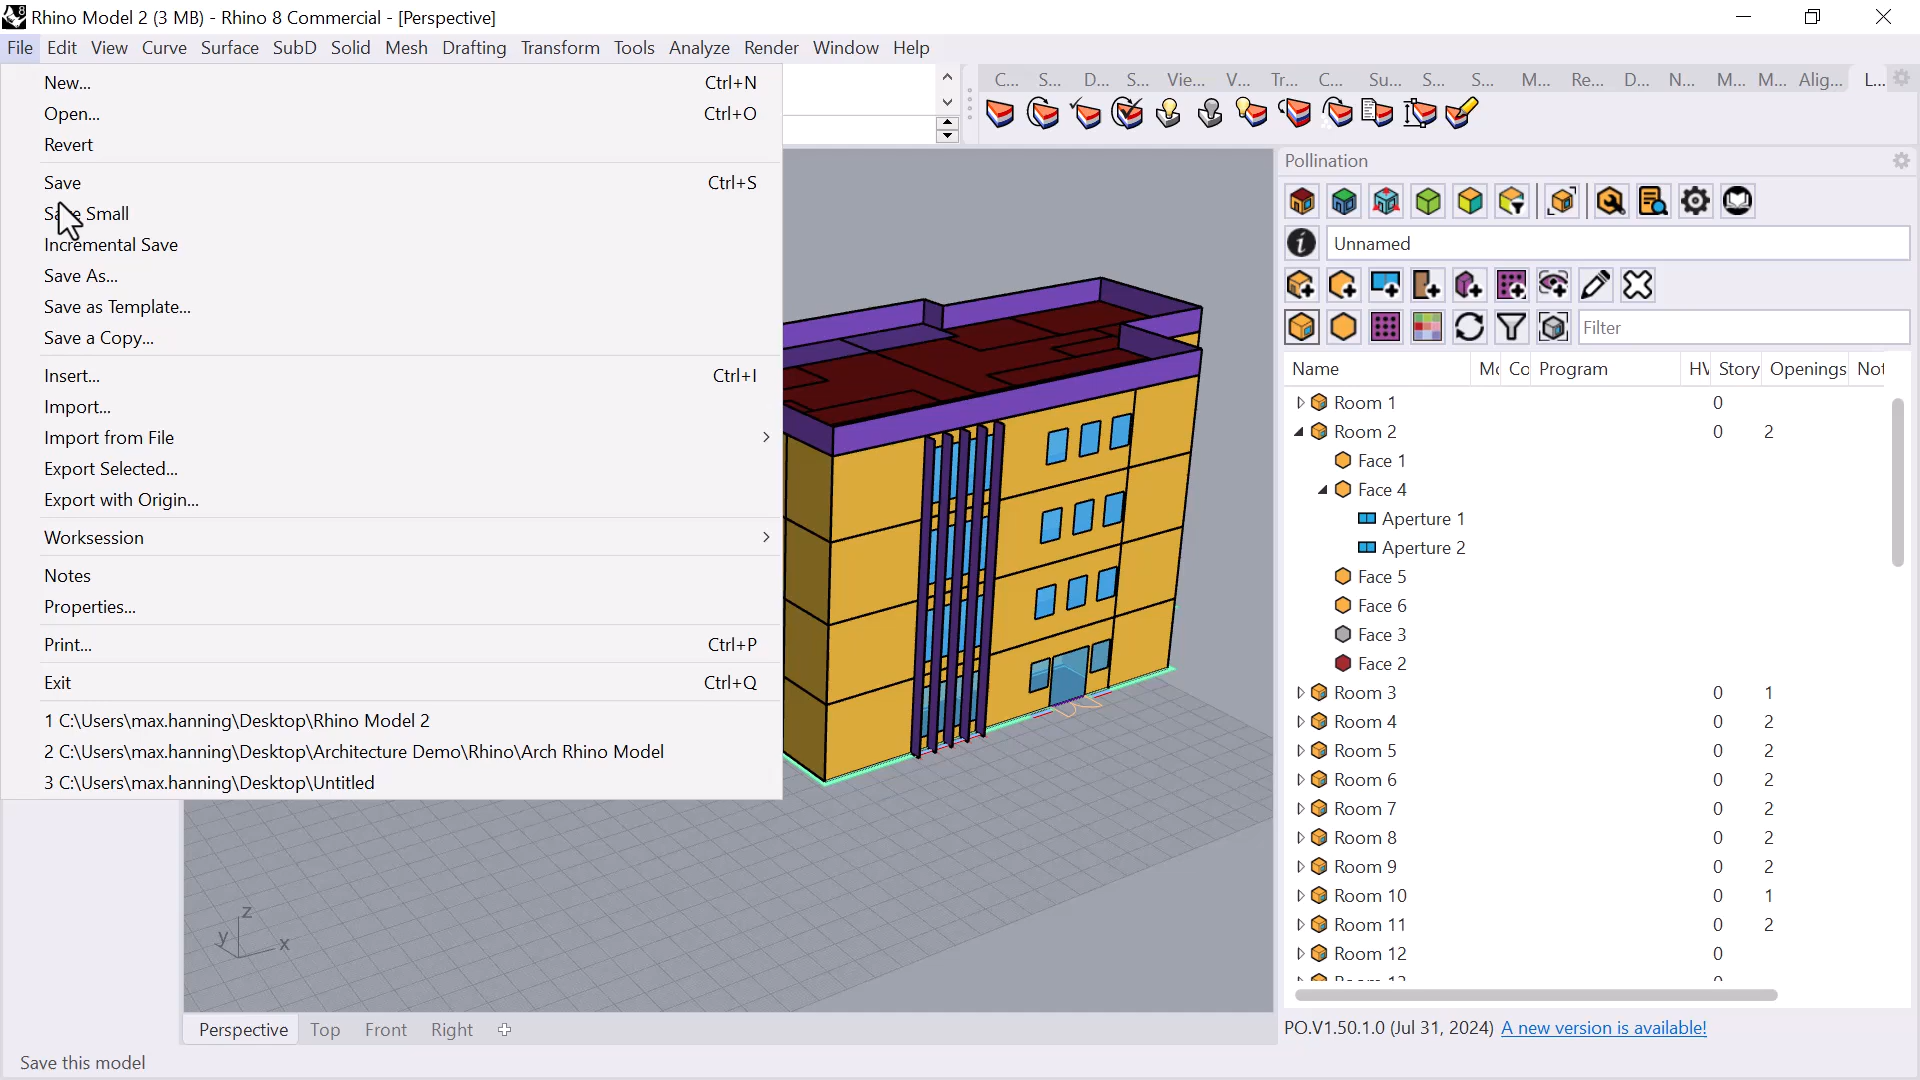 Rhino Model 2 (3 MB) - Rhino 8 Commercial - [Perspective]
File Edit View Curve Surface SubD Solid Mesh Drafting Transform Tools Analyze Render Window Help
New... Ctrl+N
Open... Ctrl+O
Revert
Save Ctrl+S
Small
Incremental Save
Save As...
Save as Template...
Save a Copy...
Insert... Ctrl+I
Import...
Import from File
Export Selected...
Export with Origin...
Worksession
Notes
Properties...
Print... Ctrl+P
Exit Ctrl+Q
1 C:\Users\max.hanning\Desktop\Rhino Model 2
2 C:\Users\max.hanning\Desktop\Architecture Demo\Rhino\Arch Rhino Model
3 C:\Users\max.hanning\Desktop\Untitled
C... S... D... S... Vie... V... Tr... C... Su... S... S... M... Re... D... N... M... M... Alig... L...
Pollination
Unnamed
Filter
Name Mo Co Program HV Story Openings Not
Room 1 0
Room 2 0 2
Face 1
Face 4
Aperture 1
Aperture 2
Face 5
Face 6
Face 3
Face 2
Room 3 0 1
Room 4 0 2
Room 5 0 2
Room 6 0 2
Room 7 0 2
Room 8 0 2
Room 9 0 2
Room 10 0 1
Room 11 0 2
Room 12 0
PO.V1.50.1.0 (Jul 31, 2024) A new version is available!
z
y
x
Perspective Top Front Right
Save this model